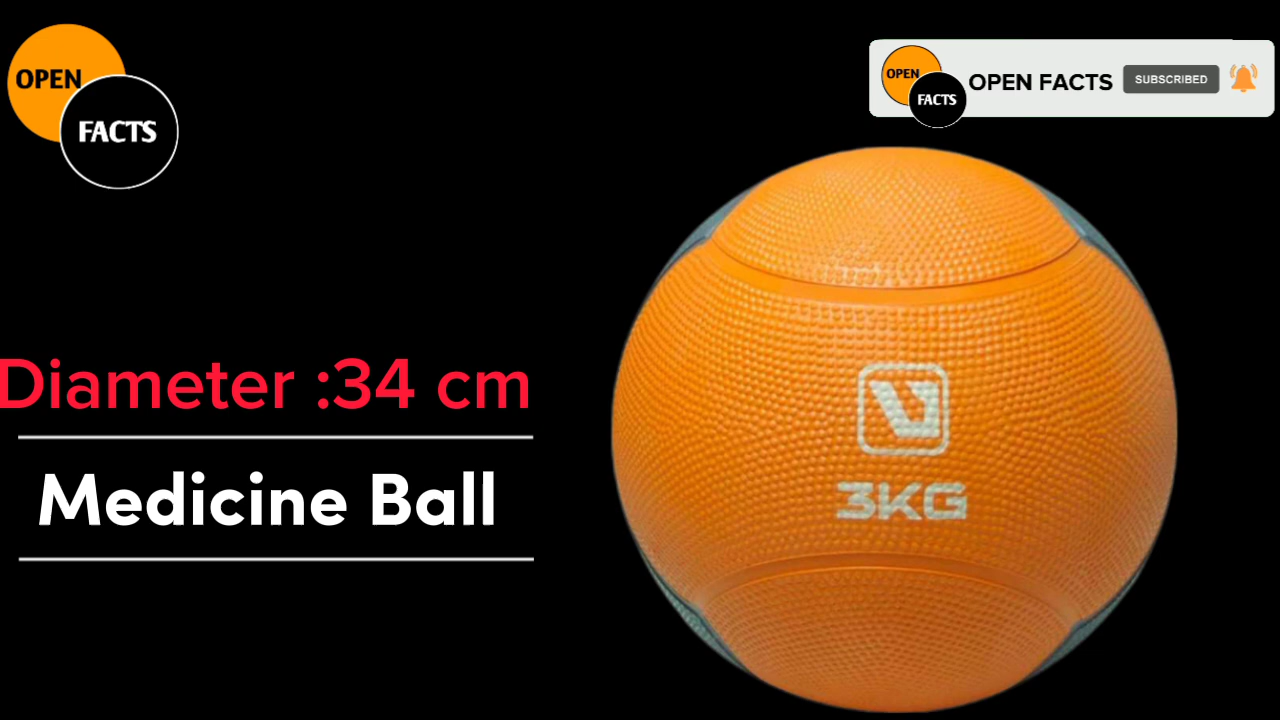 OPEN
FACTS
OPEN
FACTS
OPEN FACTS
SUBSCRIBED
Diameter :34 cm
Medicine Ball
3KG